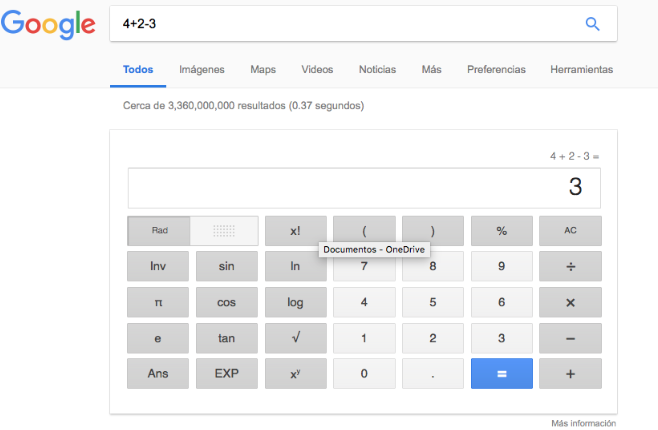 Google 4+2-3
Todos Imágenes Maps Videos Noticias Más Preferencias Herramientas
Cerca de 3,360,000,000 resultados (0.37 segundos)
4 + 2 - 3 =
3
Rad x! ( ) % AC
Documentos - OneDrive
Inv sin ln 7 8 9 ÷
π cos log 4 5 6 ×
e tan √ 1 2 3 −
Ans EXP xʸ 0 . = +
Más información